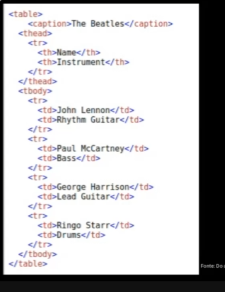 <table>
<caption>The Beatles</caption>
<thead>
<tr>
<th>Name</th>
<th>Instrument</th>
</tr>
</thead>
<tbody>
<tr>
<td>John Lennon</td>
<td>Rhythm Guitar</td>
</tr>
<tr>
<td>Paul McCartney</td>
<td>Bass</td>
</tr>
<tr>
<td>George Harrison</td>
<td>Lead Guitar</td>
</tr>
<tr>
<td>Ringo Starr</td>
<td>Drums</td>
</tr>
</tbody>
</table>
Fonte: Do